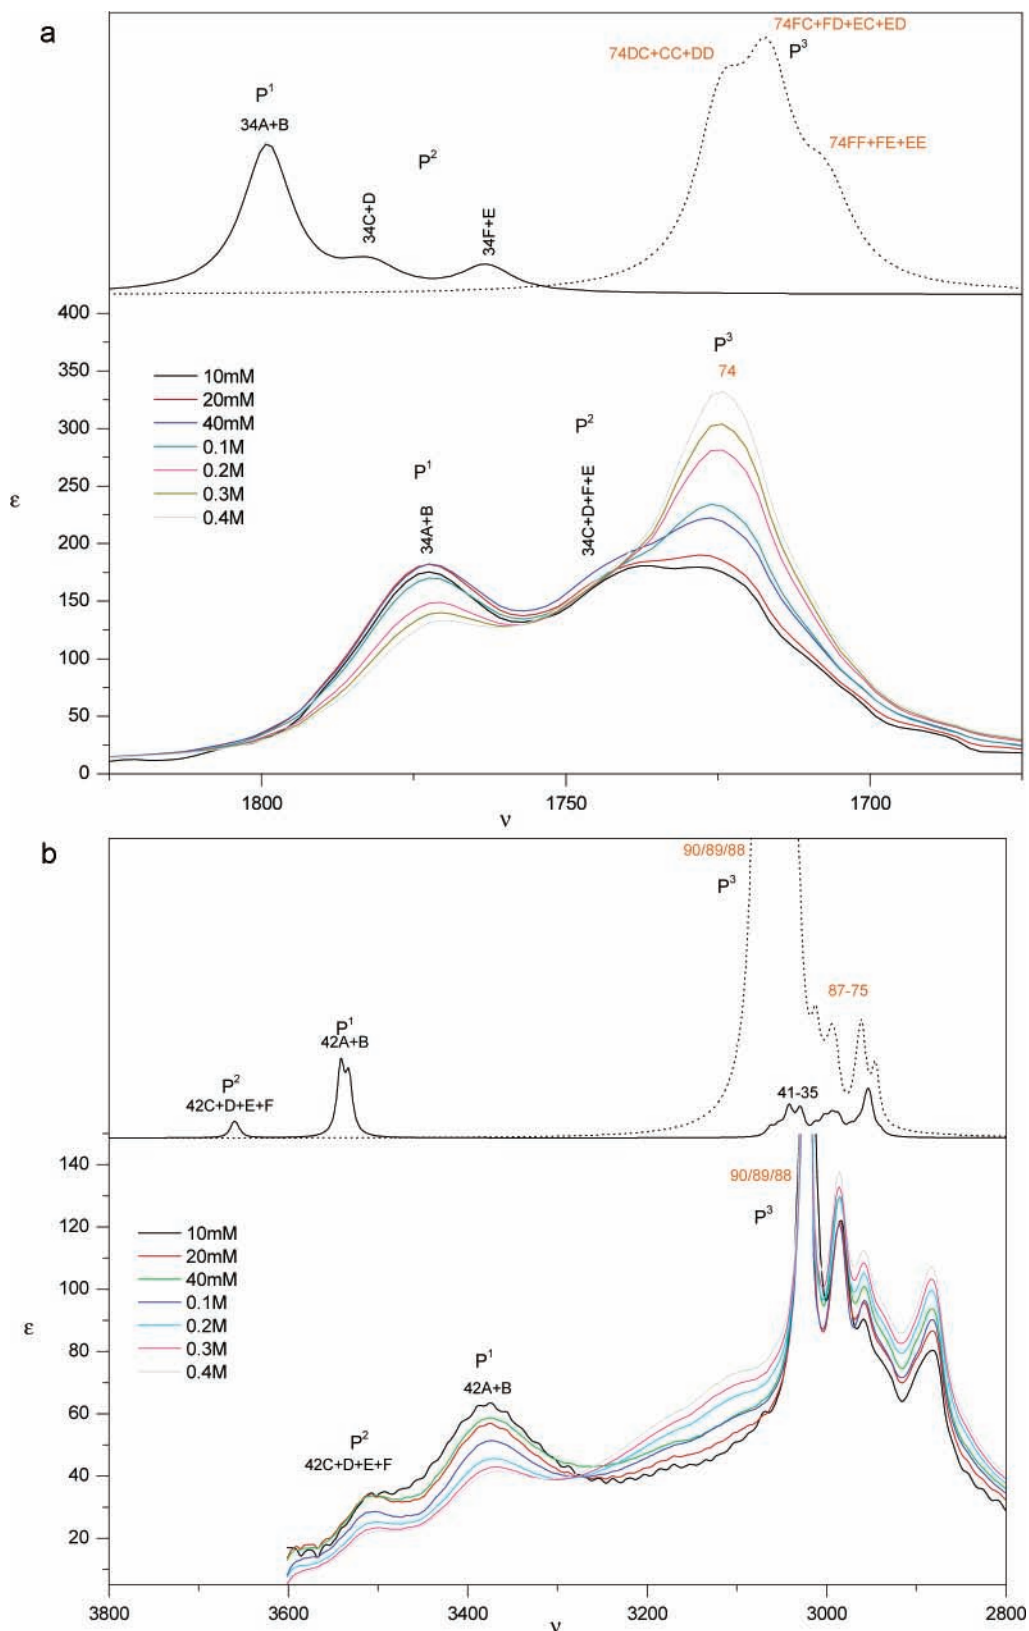 a
74FC+FD+EC+ED
74DC+CC+DD
P3
P1
34A+B
74FF+FE+EE
P2
34C+D
34F+E
400
350
300
250
200
150
100
50
0
ε
10mM
20mM
40mM
0.1M
0.2M
0.3M
0.4M
P3
74
P2
P1
34A+B
34C+D+F+E
1800
1750
1700
ν
b
90/89/88
P3
87-75
P1
42A+B
P2
42C+D+E+F
41-35
140
120
100
80
60
40
20
ε
10mM
20mM
40mM
0.1M
0.2M
0.3M
0.4M
90/89/88
P3
P1
42A+B
P2
42C+D+E+F
3800
3600
3400
3200
3000
2800
ν